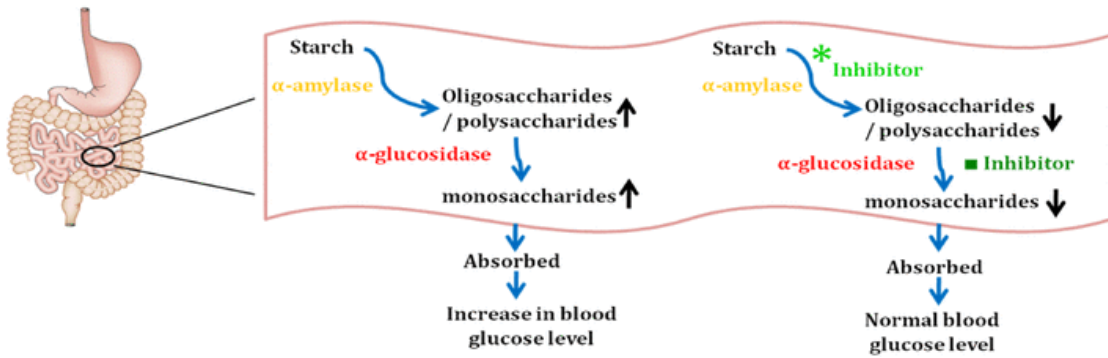 Starch
α-amylase
Oligosaccharides
/ polysaccharides
α-glucosidase
monosaccharides
Absorbed
Increase in blood
glucose level
Starch
* Inhibitor
α-amylase
Oligosaccharides
/ polysaccharides
α-glucosidase
Inhibitor
monosaccharides
Absorbed
Normal blood
glucose level